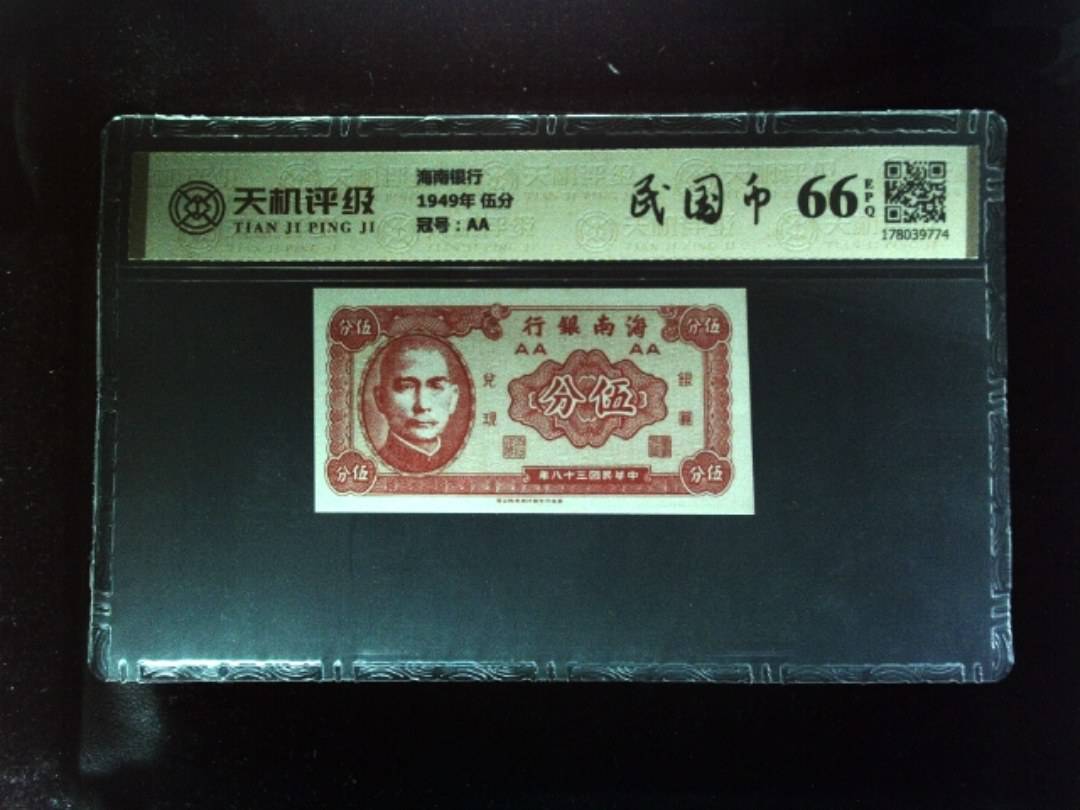 天机评级
TIAN JI PING JI
海南银行
1949年 伍分
冠号：AA
民国币 66 EPQ
178039774
伍分
行銀南海
伍分
AA AA
兌現
分伍
銀圓
年八十三國民華中
伍分
伍分